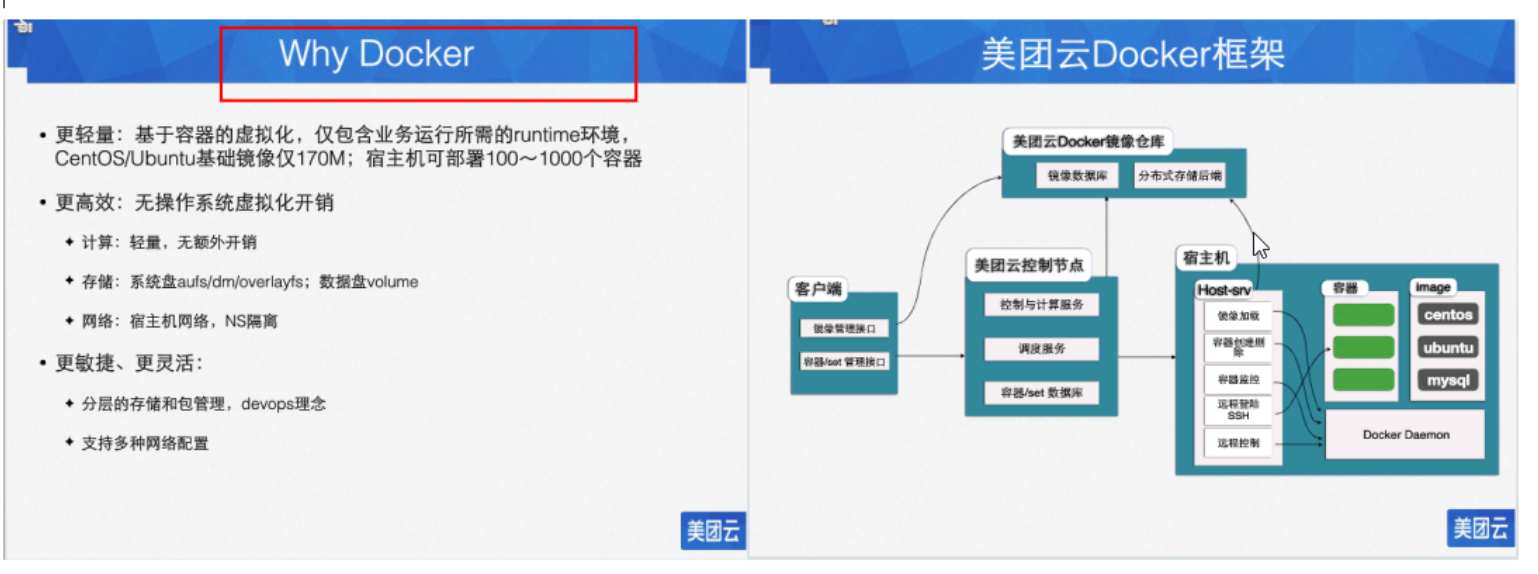 Why Docker
• 更轻量：基于容器的虚拟化，仅包含业务运行所需的runtime环境，
CentOS/Ubuntu基础镜像仅170M；宿主机可部署100～1000个容器
• 更高效：无操作系统虚拟化开销
✦ 计算：轻量，无额外开销
✦ 存储：系统盘aufs/dm/overlayfs；数据盘volume
✦ 网络：宿主机网络，NS隔离
• 更敏捷、更灵活：
✦ 分层的存储和包管理，devops理念
✦ 支持多种网络配置
美团云
美团云Docker框架
美团云Docker镜像仓库
镜像数据库
分布式存储后端
客户端
镜像管理接口
容器/set 管理接口
美团云控制节点
控制与计算服务
调度服务
容器/set 数据库
宿主机
Host-srv
镜像加载
容器创建删
除
容器监控
远程登陆
SSH
远程控制
容器
image
centos
ubuntu
mysql
Docker Daemon
美团云